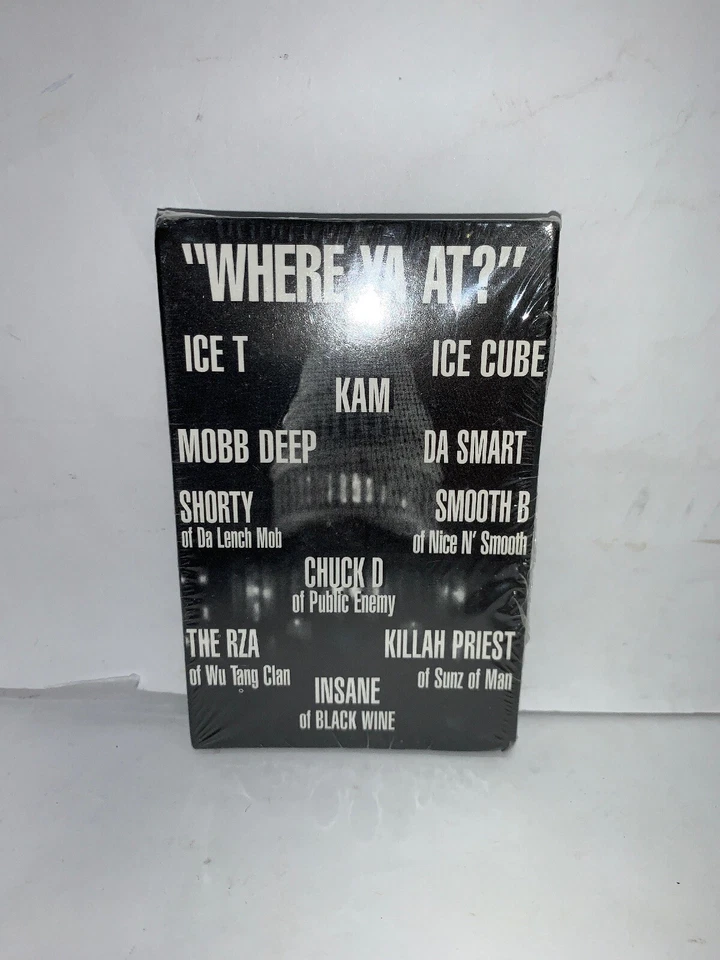 "WHERE YA AT?"
ICE T ICE CUBE
KAM
MOBB DEEP DA SMART
SHORTY SMOOTH B
of Da Lench Mob of Nice N' Smooth
CHUCK D
of Public Enemy
THE RZA KILLAH PRIEST
of Wu Tang Clan of Sunz of Man
INSANE
of BLACK WINE